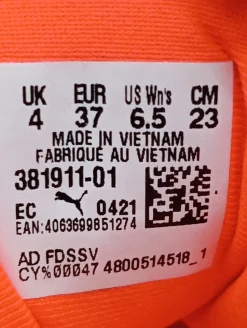 UK EUR US Wn's CM
4 37 6.5 23
MADE IN VIETNAM
FABRIQUÉ AU VIETNAM
381911-01
EC 0421
EAN:4063699851274
AD FDSSV
CY%00047 4800514518_1